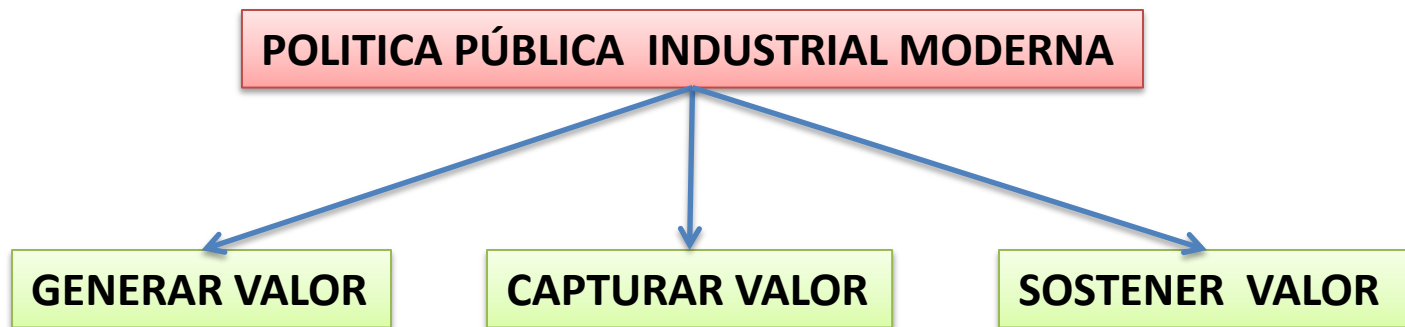 POLITICA PÚBLICA INDUSTRIAL MODERNA
GENERAR VALOR
CAPTURAR VALOR
SOSTENER VALOR